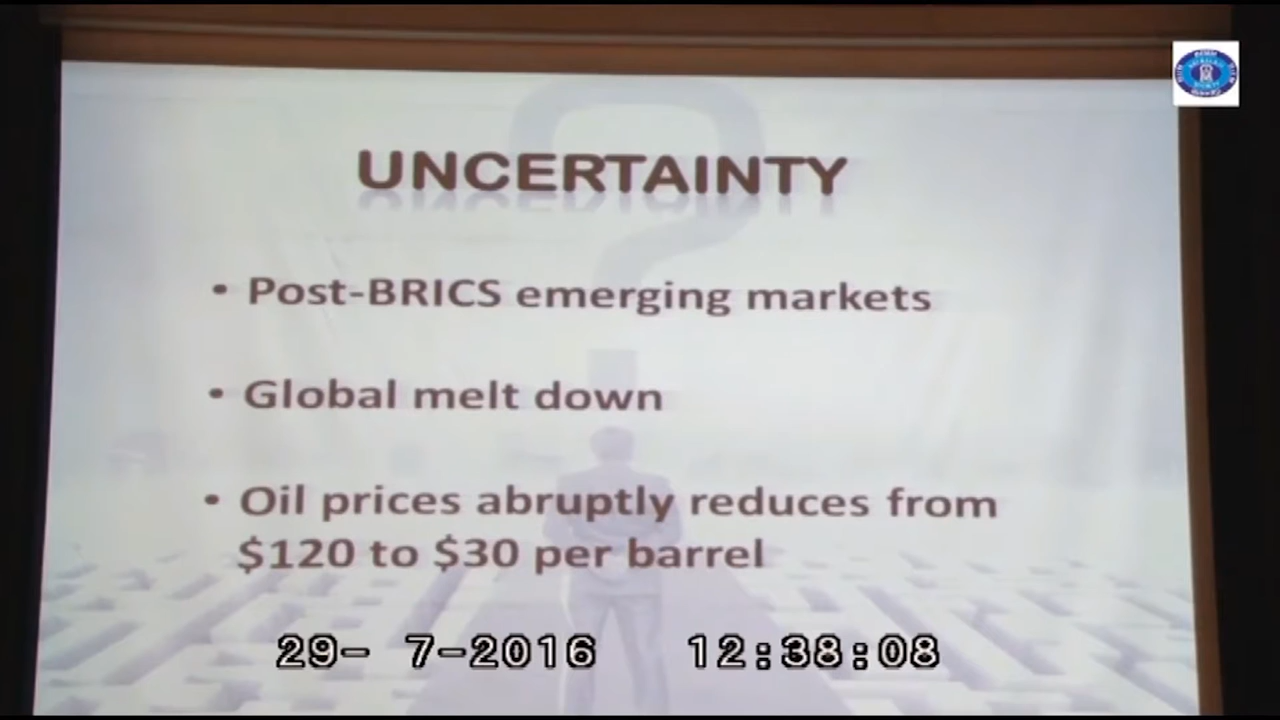 UNCERTAINTY
• Post-BRICS emerging markets
• Global melt down
• Oil prices abruptly reduces from
$120 to $30 per barrel
29- 7-2016 12:38:08